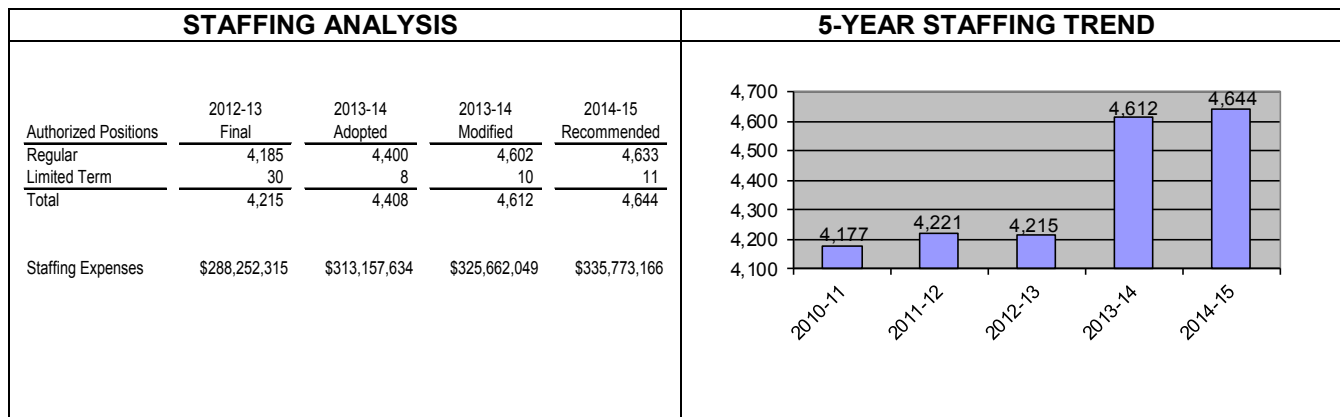 STAFFING ANALYSIS
2012-13 2013-14 2013-14 2014-15
Authorized Positions Final Adopted Modified Recommended
Regular 4,185 4,400 4,602 4,633
Limited Term 30 8 10 11
Total 4,215 4,408 4,612 4,644
Staffing Expenses $288,252,315 $313,157,634 $325,662,049 $335,773,166
5-YEAR STAFFING TREND
4,700
4,600
4,500
4,400
4,300
4,200
4,100
4,177 4,221 4,215 4,612 4,644
2010-11 2011-12 2012-13 2013-14 2014-15